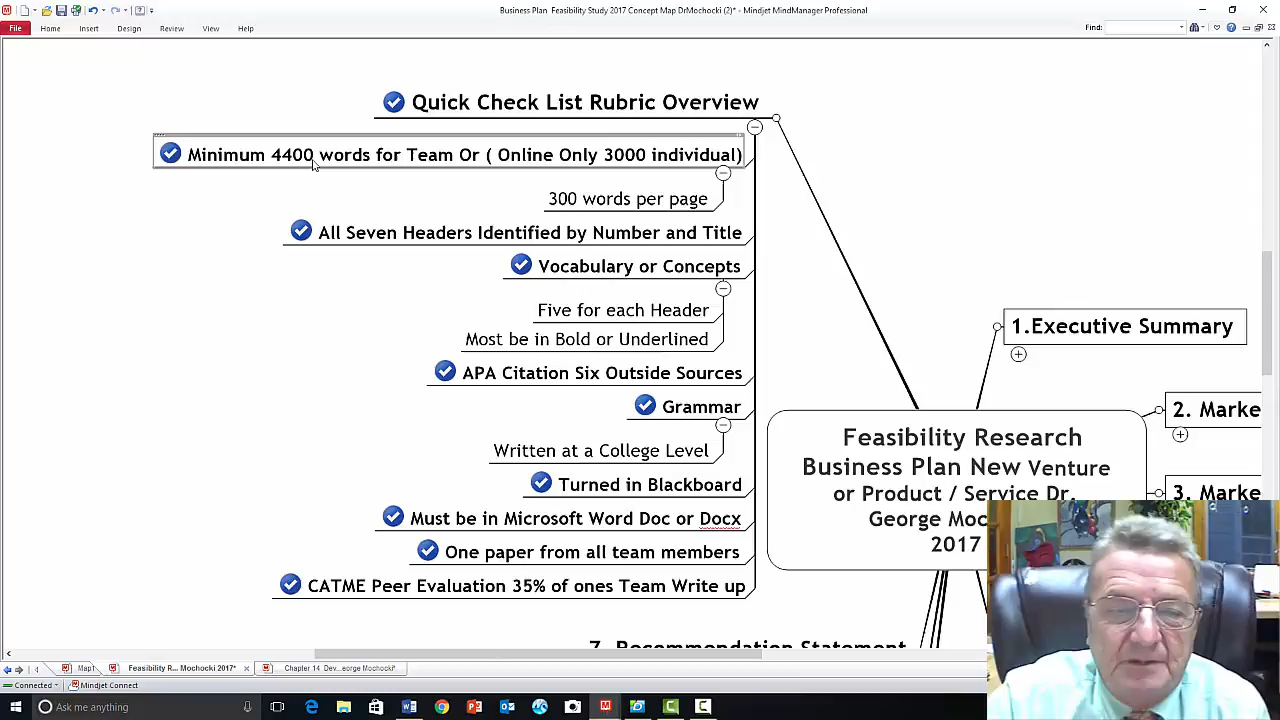 Business Plan Feasibility Study 2017 Concept Map DrMochocki (2)* - Mindjet MindManager Professional
File Home Insert Design Review View Help
Find:
Quick Check List Rubric Overview
Minimum 4400 words for Team Or ( Online Only 3000 individual)
300 words per page
All Seven Headers Identified by Number and Title
Vocabulary or Concepts
Five for each Header
Most be in Bold or Underlined
APA Citation Six Outside Sources
Grammar
Written at a College Level
Turned in Blackboard
Must be in Microsoft Word Doc or Docx
One paper from all team members
CATME Peer Evaluation 35% of ones Team Write up
1.Executive Summary
2. Marke
3. Marke
Feasibility Research
Business Plan New Venture
or Product / Service Dr.
George Moc
2017
7. Recommendation Statement
Map1 Feasibility R... Mochocki 2017* Chapter 14 Dev...eorge Mochocki*
Connected Mindjet Connect
Ask me anything